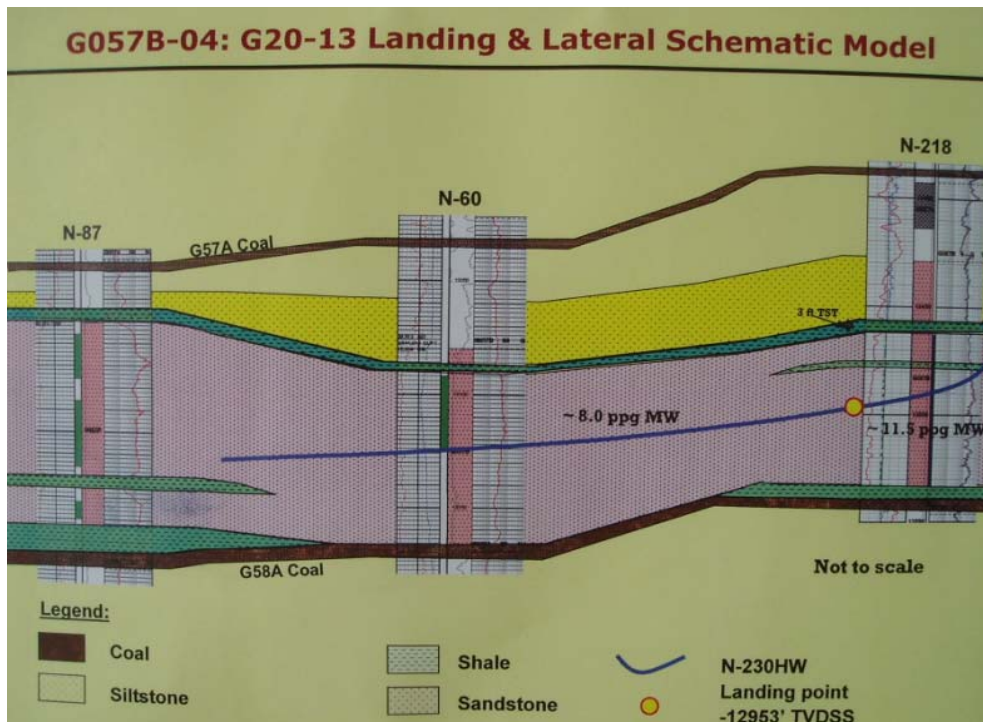 G057B-04: G20-13 Landing & Lateral Schematic Model
N-218
N-60
N-87
G57A Coal
3 ft TST
~ 8.0 ppg MW
~ 11.5 ppg MW
G58A Coal
Not to scale
Legend:
Coal
Siltstone
Shale
Sandstone
N-230HW
Landing point
-12953' TVDSS